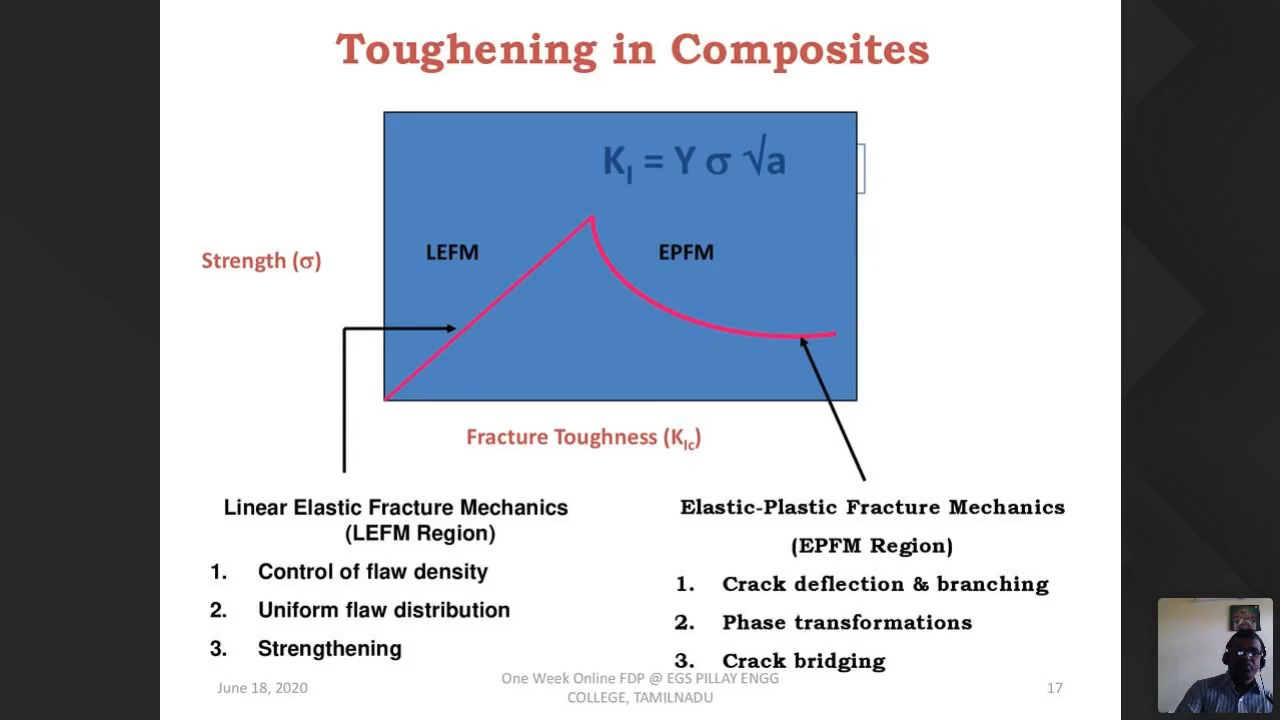 Toughening in Composites
K_I = Y σ √a
LEFM
EPFM
Strength (σ)
Fracture Toughness (K_Ic)
Linear Elastic Fracture Mechanics
(LEFM Region)
1. Control of flaw density
2. Uniform flaw distribution
3. Strengthening
Elastic-Plastic Fracture Mechanics
(EPFM Region)
1. Crack deflection & branching
2. Phase transformations
3. Crack bridging
June 18, 2020
One Week Online FDP @ EGS PILLAY ENGG
COLLEGE, TAMILNADU
17